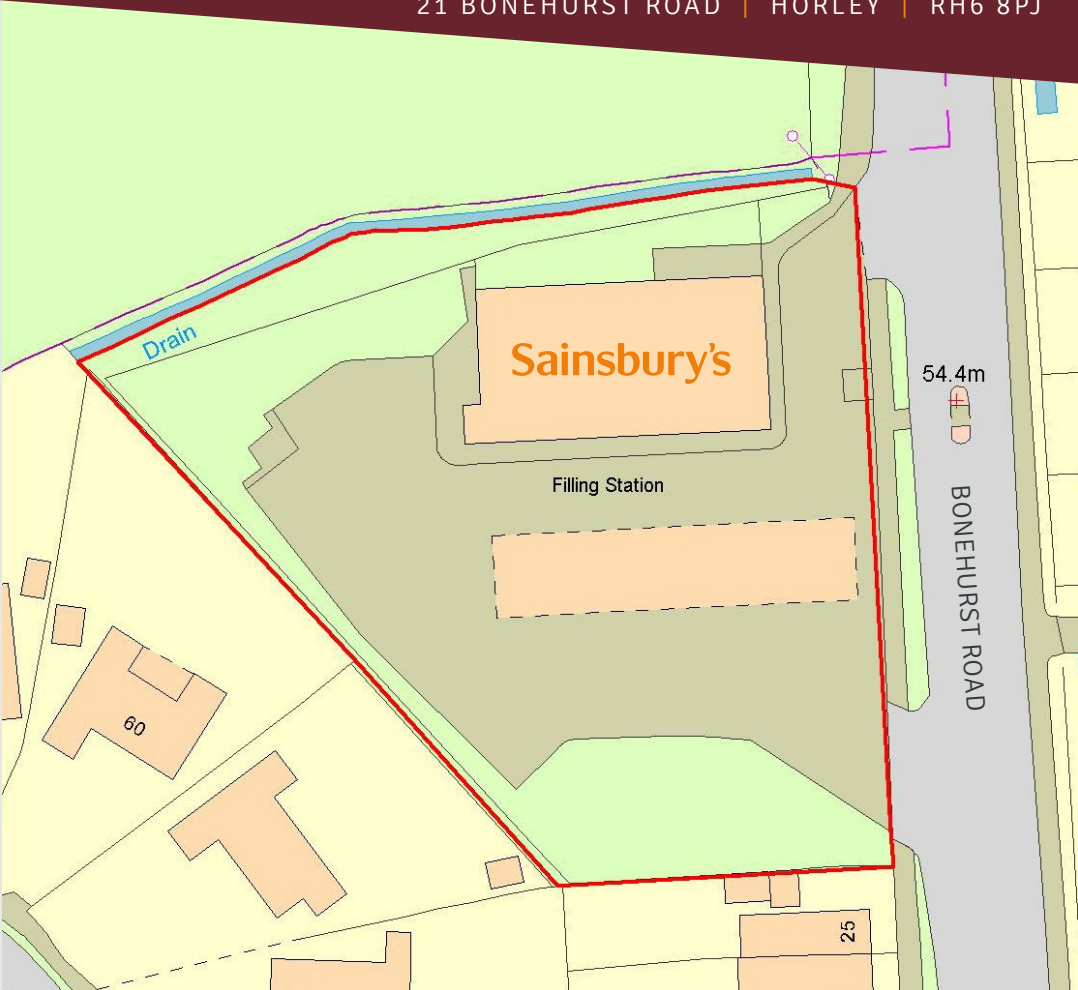 21 BONEHURST ROAD | HORLEY | RH6 8PJ
Drain
Sainsbury's
54.4m
Filling Station
BONEHURST ROAD
60
25